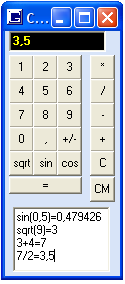 C...
3,5
1 2 3 *
4 5 6 /
7 8 9 -
0 , +/- +
sqrt sin cos C
= CM
sin(0,5)=0,479426
sqrt(9)=3
3+4=7
7/2=3,5